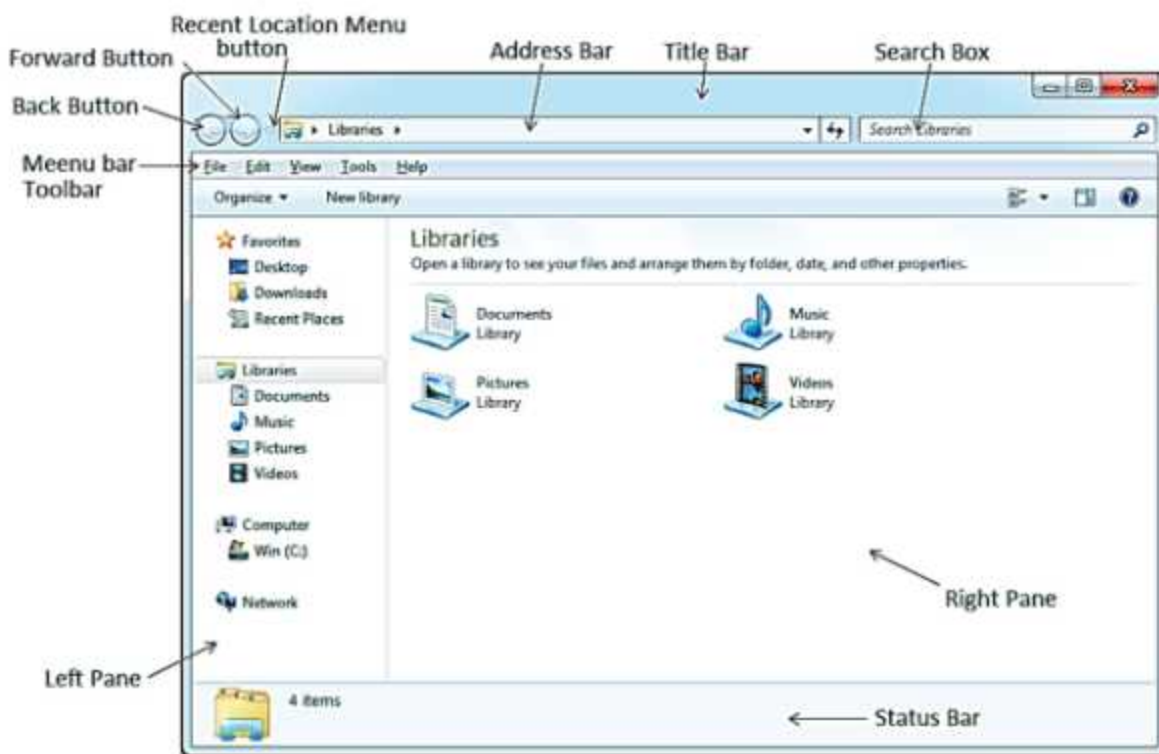 Recent Location Menu
button
Forward Button
Address Bar
Title Bar
Search Box
Back Button
Libraries
Search Libraries
Meenu bar
Toolbar
File Edit View Tools Help
Organize New library
Favorites
Desktop
Downloads
Recent Places
Libraries
Documents
Music
Pictures
Videos
Computer
Win (C:)
Network
Libraries
Open a library to see your files and arrange them by folder, date, and other properties.
Documents
Library
Music
Library
Pictures
Library
Videos
Library
Right Pane
Left Pane
4 items
Status Bar